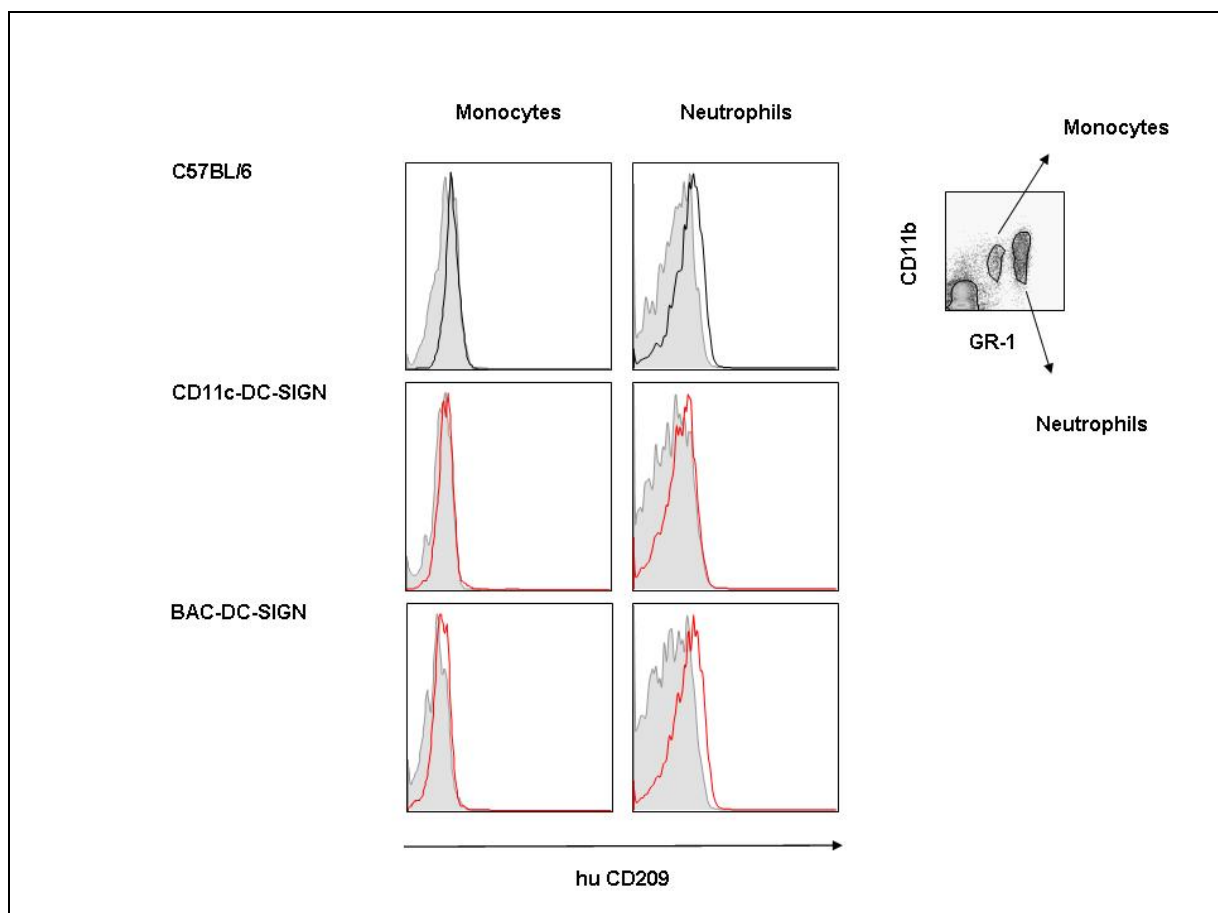 Monocytes
Neutrophils
Monocytes
C57BL/6
CD11b
GR-1
CD11c-DC-SIGN
Neutrophils
BAC-DC-SIGN
hu CD209